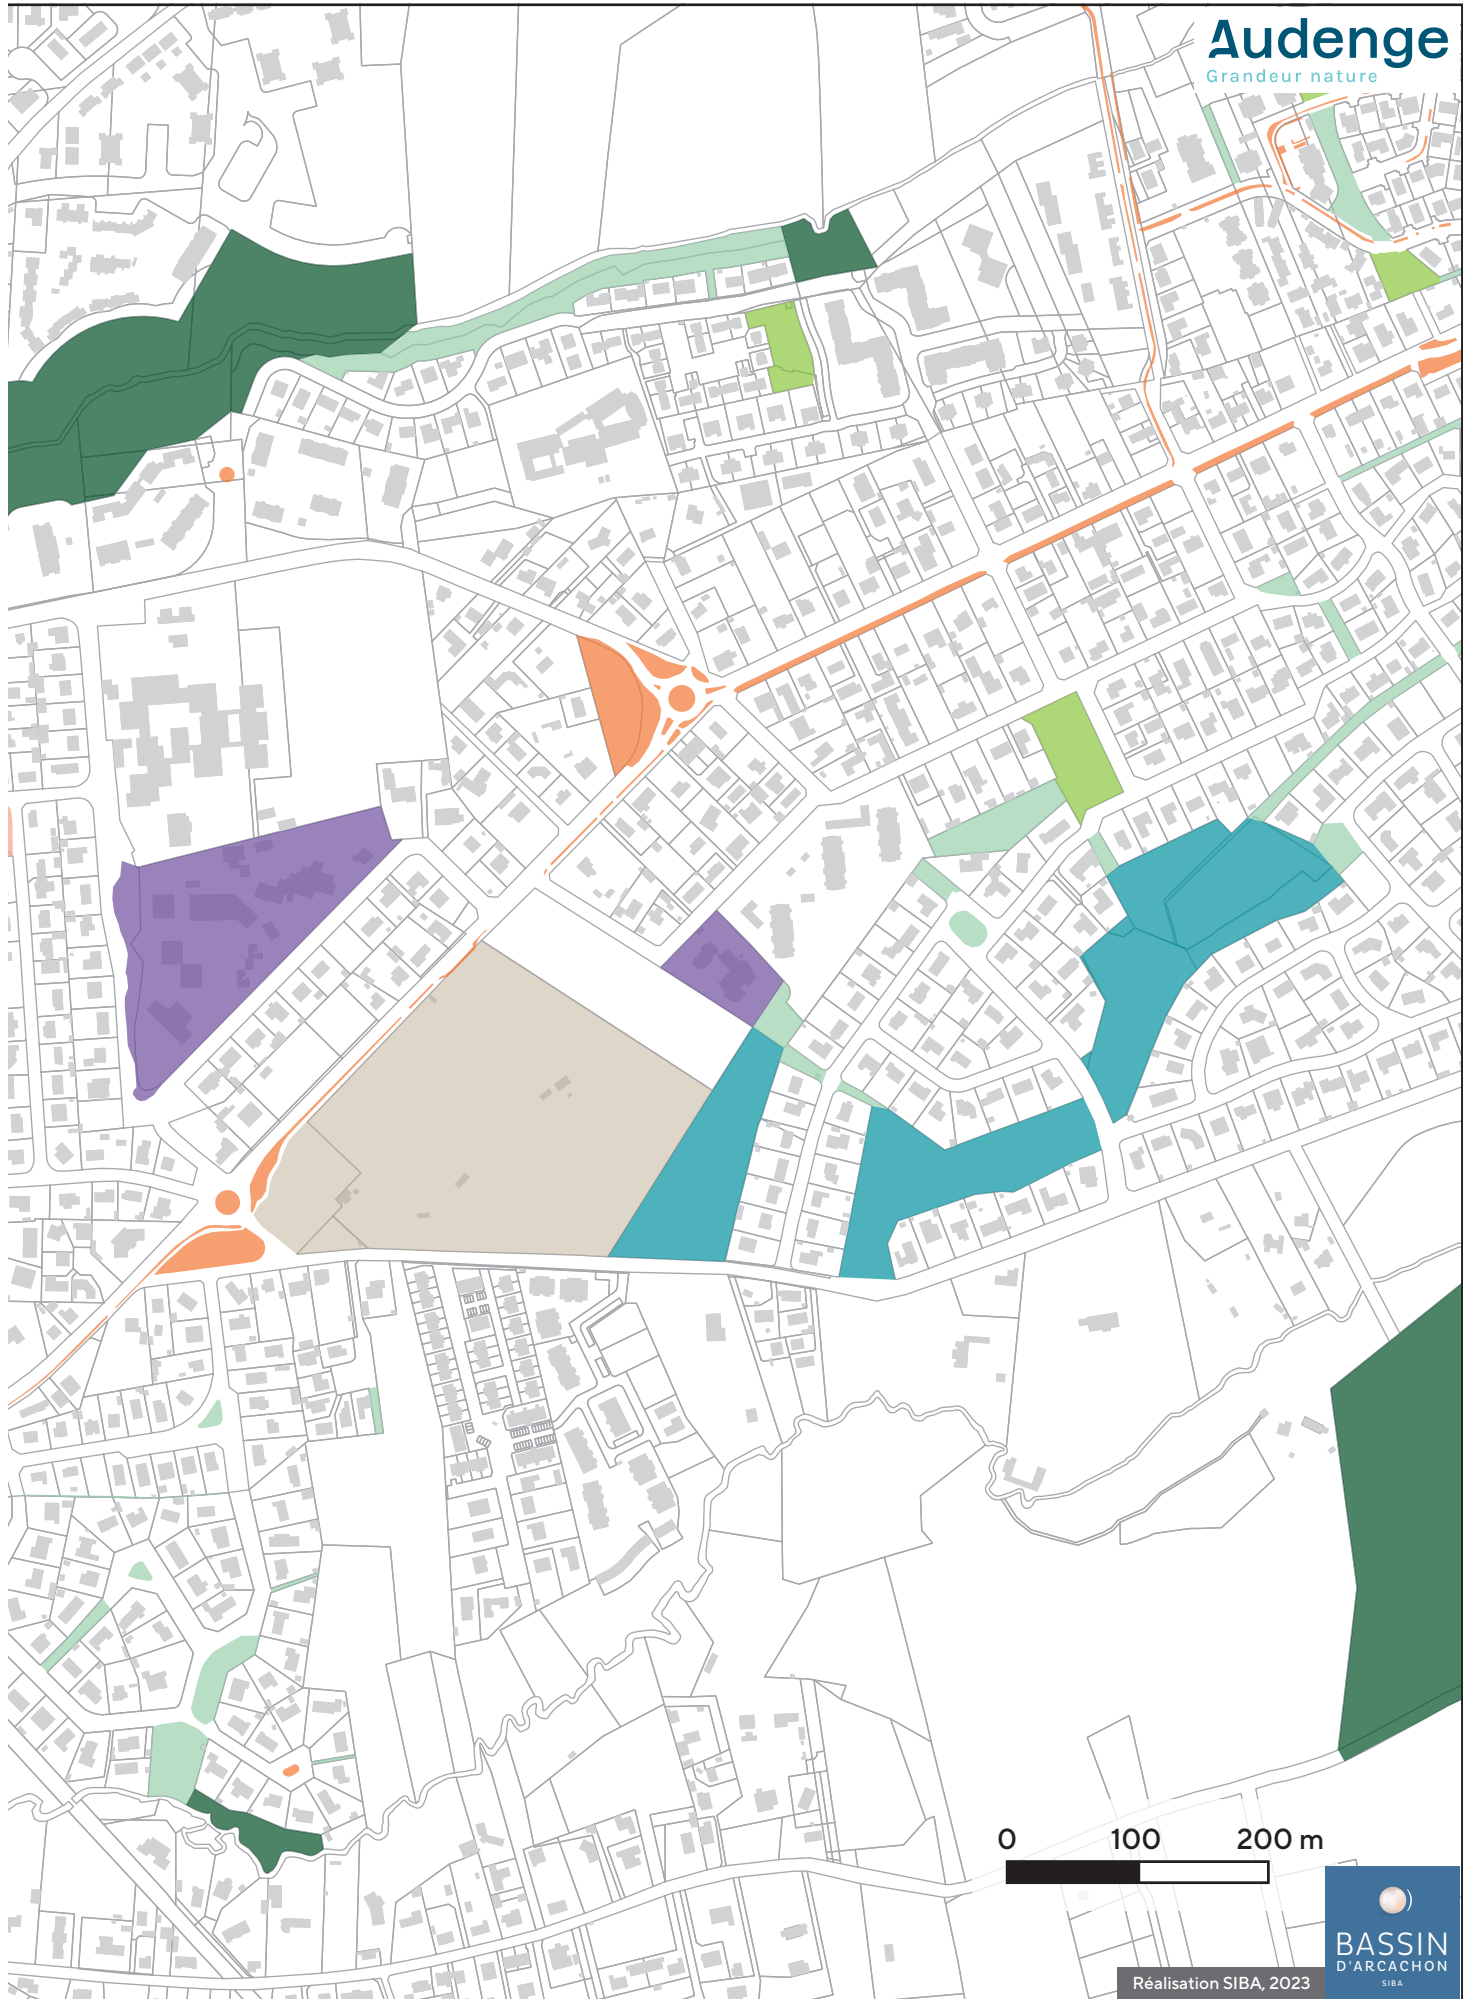 Audenge
Grandeur nature
0 100 200 m
BASSIN
D'ARCACHON
SIBA
Réalisation SIBA, 2023